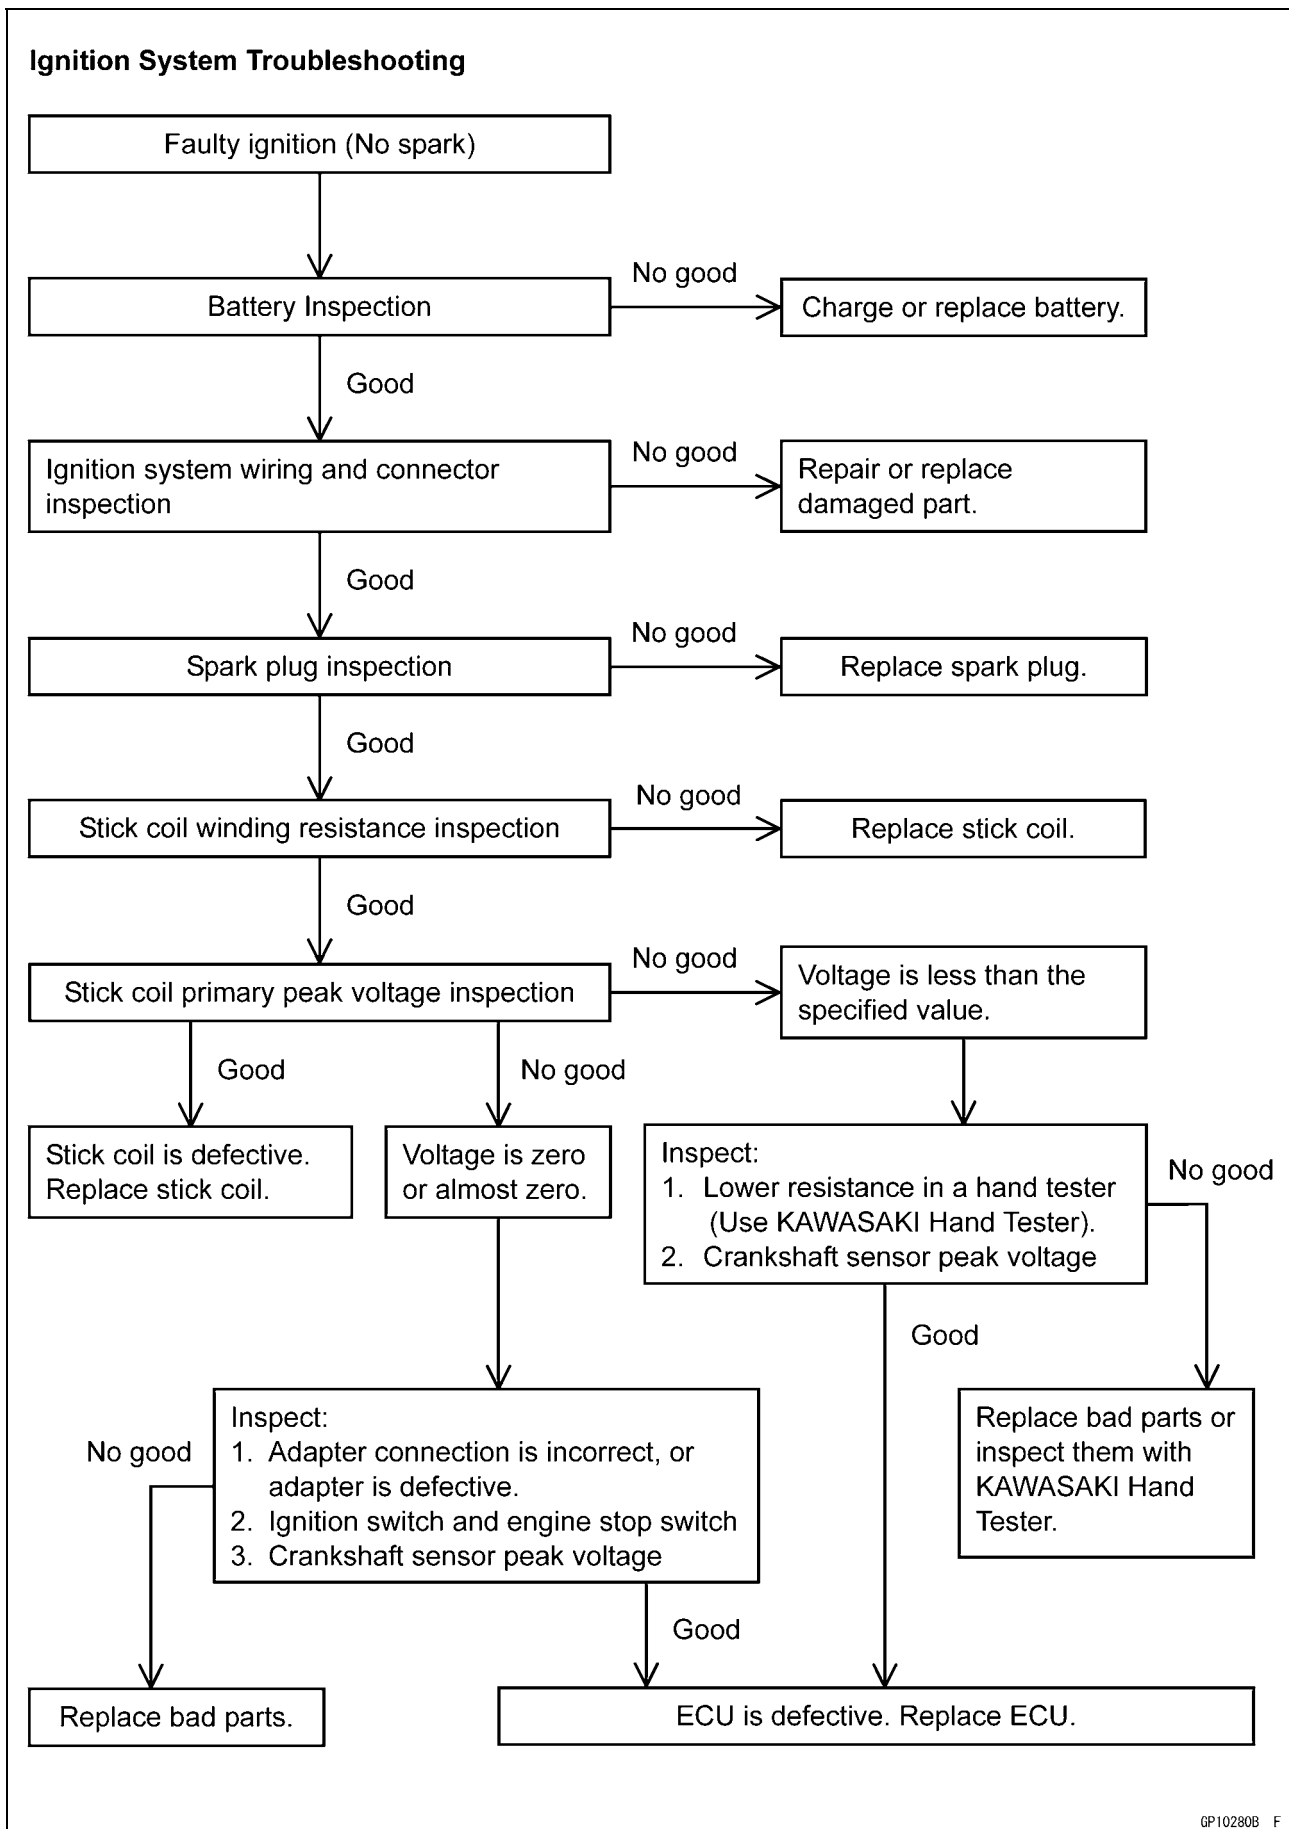 Ignition System Troubleshooting
Faulty ignition (No spark)
Battery Inspection
No good
Charge or replace battery.
Good
Ignition system wiring and connector
inspection
No good
Repair or replace
damaged part.
Good
Spark plug inspection
No good
Replace spark plug.
Good
Stick coil winding resistance inspection
No good
Replace stick coil.
Good
Stick coil primary peak voltage inspection
No good
Voltage is less than the
specified value.
Good
No good
Stick coil is defective.
Replace stick coil.
Voltage is zero
or almost zero.
Inspect:
1. Lower resistance in a hand tester
(Use KAWASAKI Hand Tester).
2. Crankshaft sensor peak voltage
No good
Good
Replace bad parts or
inspect them with
KAWASAKI Hand
Tester.
No good
Inspect:
1. Adapter connection is incorrect, or
adapter is defective.
2. Ignition switch and engine stop switch
3. Crankshaft sensor peak voltage
Good
Replace bad parts.
ECU is defective. Replace ECU.
GP10280B F